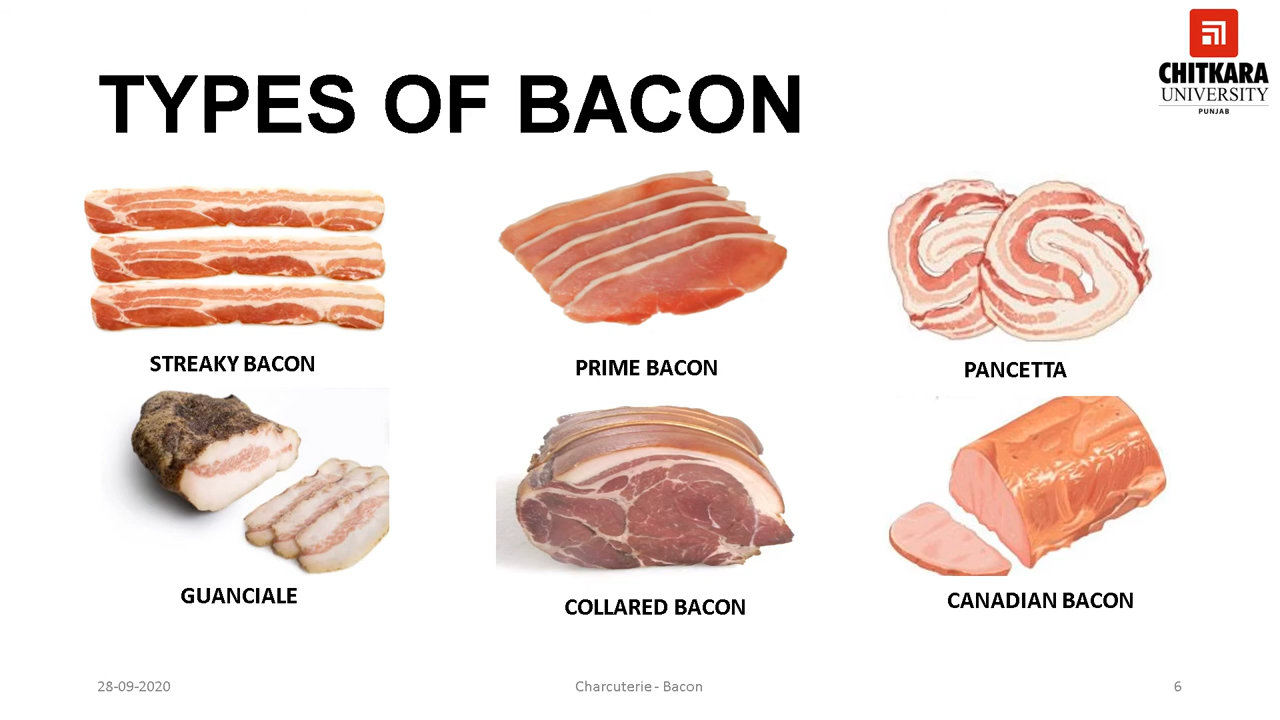 TYPES OF BACON
CHITKARA
UNIVERSITY
PUNJAB
STREAKY BACON
PRIME BACON
PANCETTA
GUANCIALE
COLLARED BACON
CANADIAN BACON
28-09-2020
Charcuterie - Bacon
6